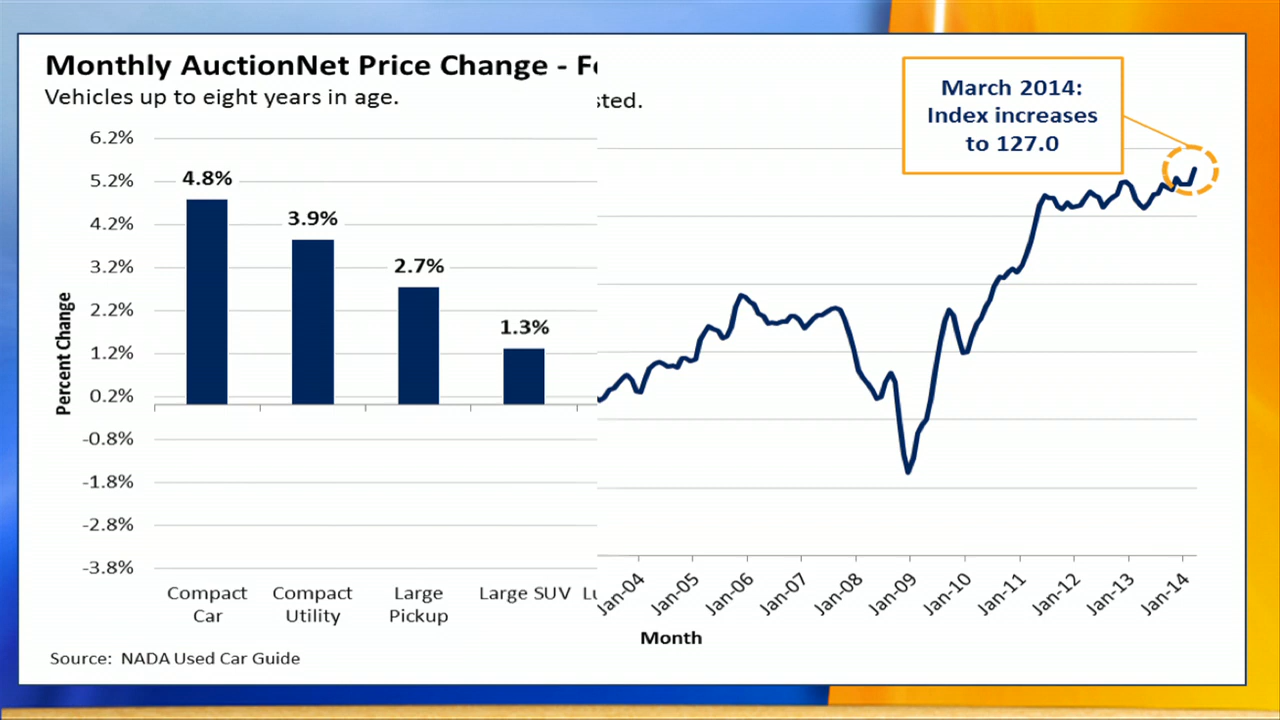 Monthly AuctionNet Price Change -
Vehicles up to eight years in age.
6.2%
5.2%
4.2%
3.2%
2.2%
1.2%
0.2%
-0.8%
-1.8%
-2.8%
-3.8%
Percent Change
4.8%
3.9%
2.7%
1.3%
Compact
Car
Compact
Utility
Large
Pickup
Large SUV
Source: NADA Used Car Guide
sted.
March 2014:
Index increases
to 127.0
Jan-04
Jan-05
Jan-06
Jan-07
Jan-08
Jan-09
Jan-10
Jan-11
Jan-12
Jan-13
Jan-14
Month